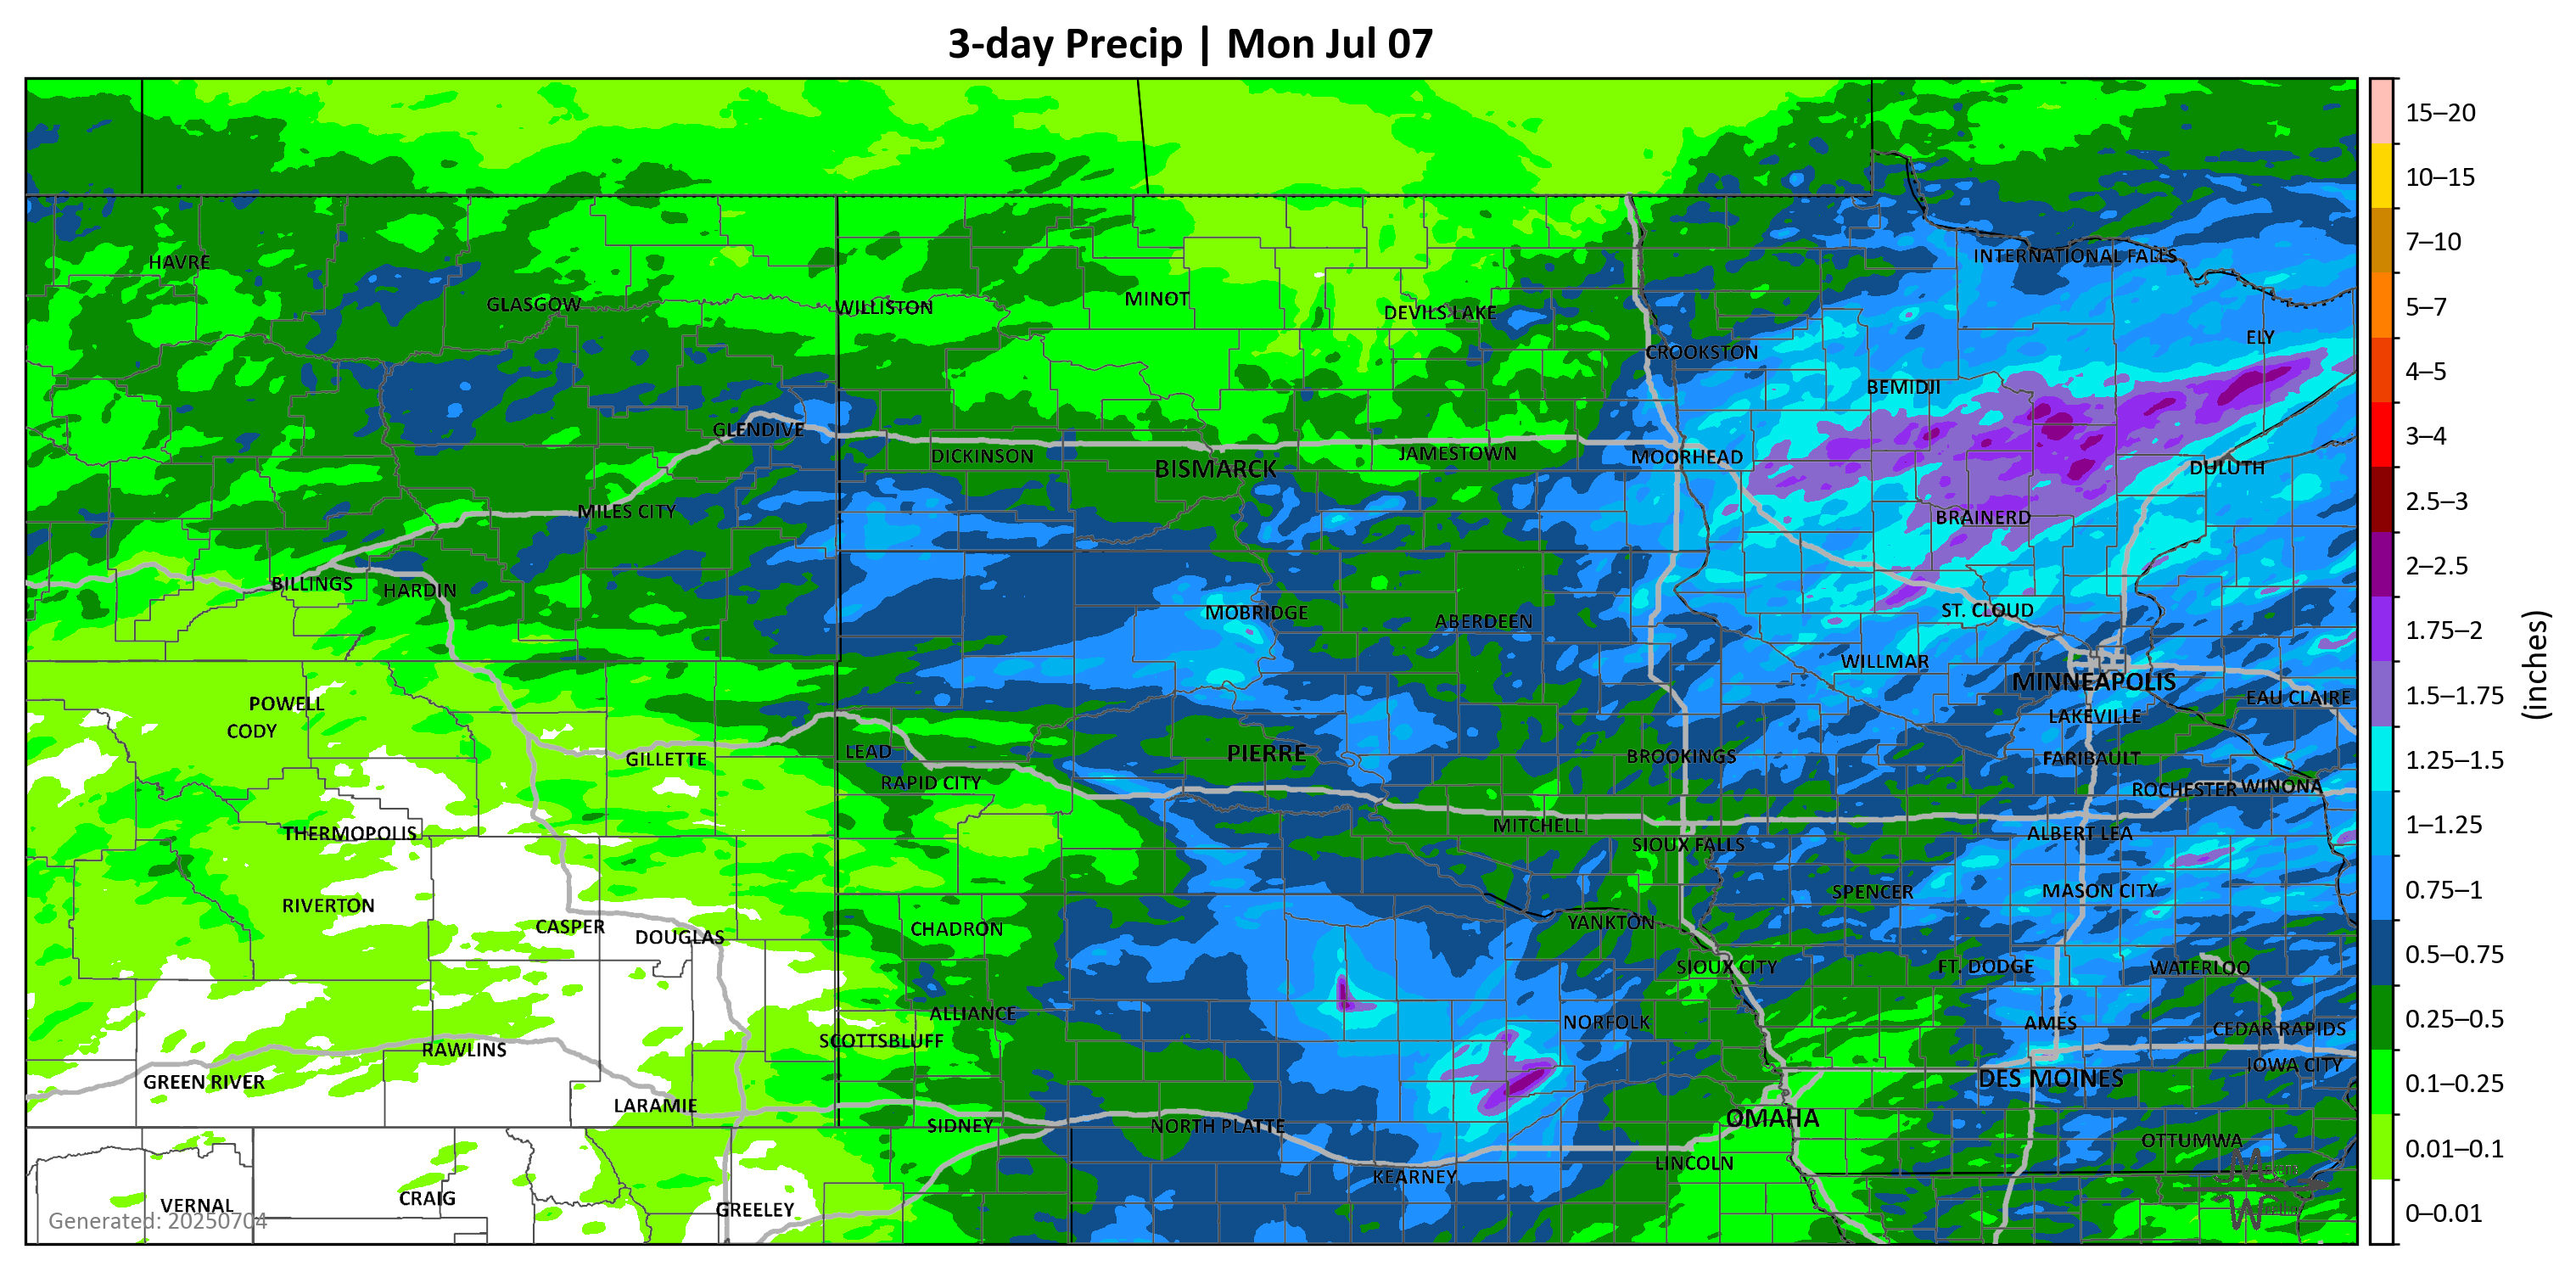 3-day Precip | Mon Jul 07
15–20
10–15
7–10
5–7
4–5
3–4
2.5–3
2–2.5
1.75–2
1.5–1.75
1.25–1.5
1–1.25
0.75–1
0.5–0.75
0.25–0.5
0.1–0.25
0.01–0.1
0–0.01
(inches)
HAVRE
INTERNATIONAL FALLS
GLASGOW
WILLISTON
MINOT
DEVILS LAKE
ELY
CROOKSTON
BEMIDJI
GLENDIVE
DICKINSON
BISMARCK
JAMESTOWN
MOORHEAD
DULUTH
MILES CITY
BRAINERD
BILLINGS
HARDIN
MOBRIDGE
ABERDEEN
ST. CLOUD
WILLMAR
MINNEAPOLIS
EAU CLAIRE
POWELL
CODY
LAKEVILLE
GILLETTE
LEAD
PIERRE
BROOKINGS
FARIBAULT
RAPID CITY
ROCHESTER
WINONA
THERMOPOLIS
MITCHELL
ALBERT LEA
SIOUX FALLS
RIVERTON
SPENCER
MASON CITY
CASPER
DOUGLAS
CHADRON
YANKTON
SIOUX CITY
FT. DODGE
WATERLOO
ALLIANCE
NORFOLK
AMES
CEDAR RAPIDS
SCOTTSBLUFF
RAWLINS
IOWA CITY
GREEN RIVER
DES MOINES
LARAMIE
SIDNEY
NORTH PLATTE
OMAHA
OTTUMWA
LINCOLN
KEARNEY
VERNAL
CRAIG
GREELEY
Generated: 20250704